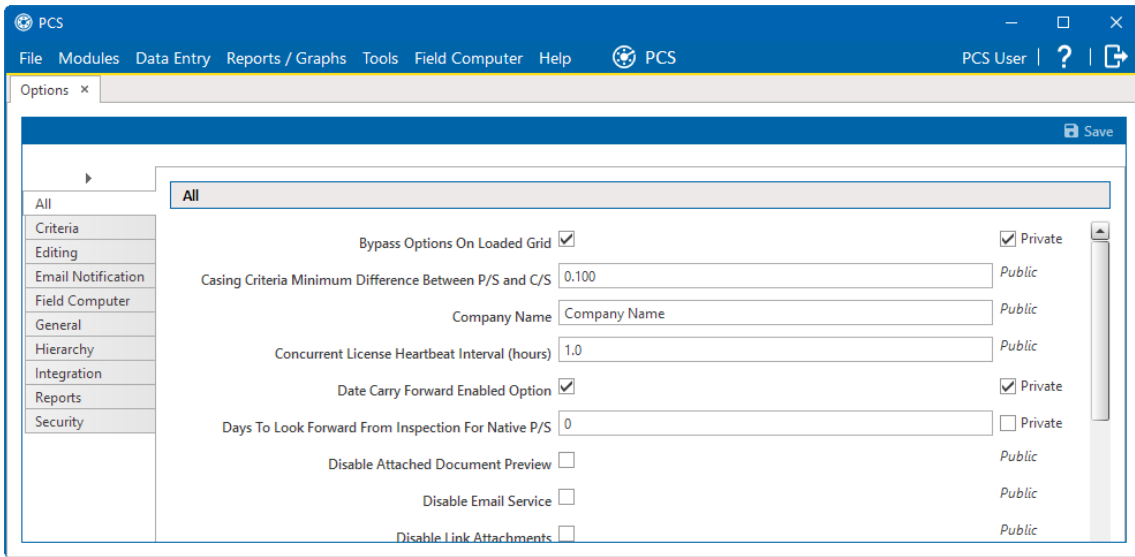 PCS
File Modules Data Entry Reports / Graphs Tools Field Computer Help PCS PCS User | ? |
Options ×
Save
All
Criteria
Editing
Email Notification
Field Computer
General
Hierarchy
Integration
Reports
Security
All
Bypass Options On Loaded Grid Private
Casing Criteria Minimum Difference Between P/S and C/S 0.100 Public
Company Name Company Name Public
Concurrent License Heartbeat Interval (hours) 1.0 Public
Date Carry Forward Enabled Option Private
Days To Look Forward From Inspection For Native P/S 0 Private
Disable Attached Document Preview Public
Disable Email Service Public
Disable Link Attachments Public